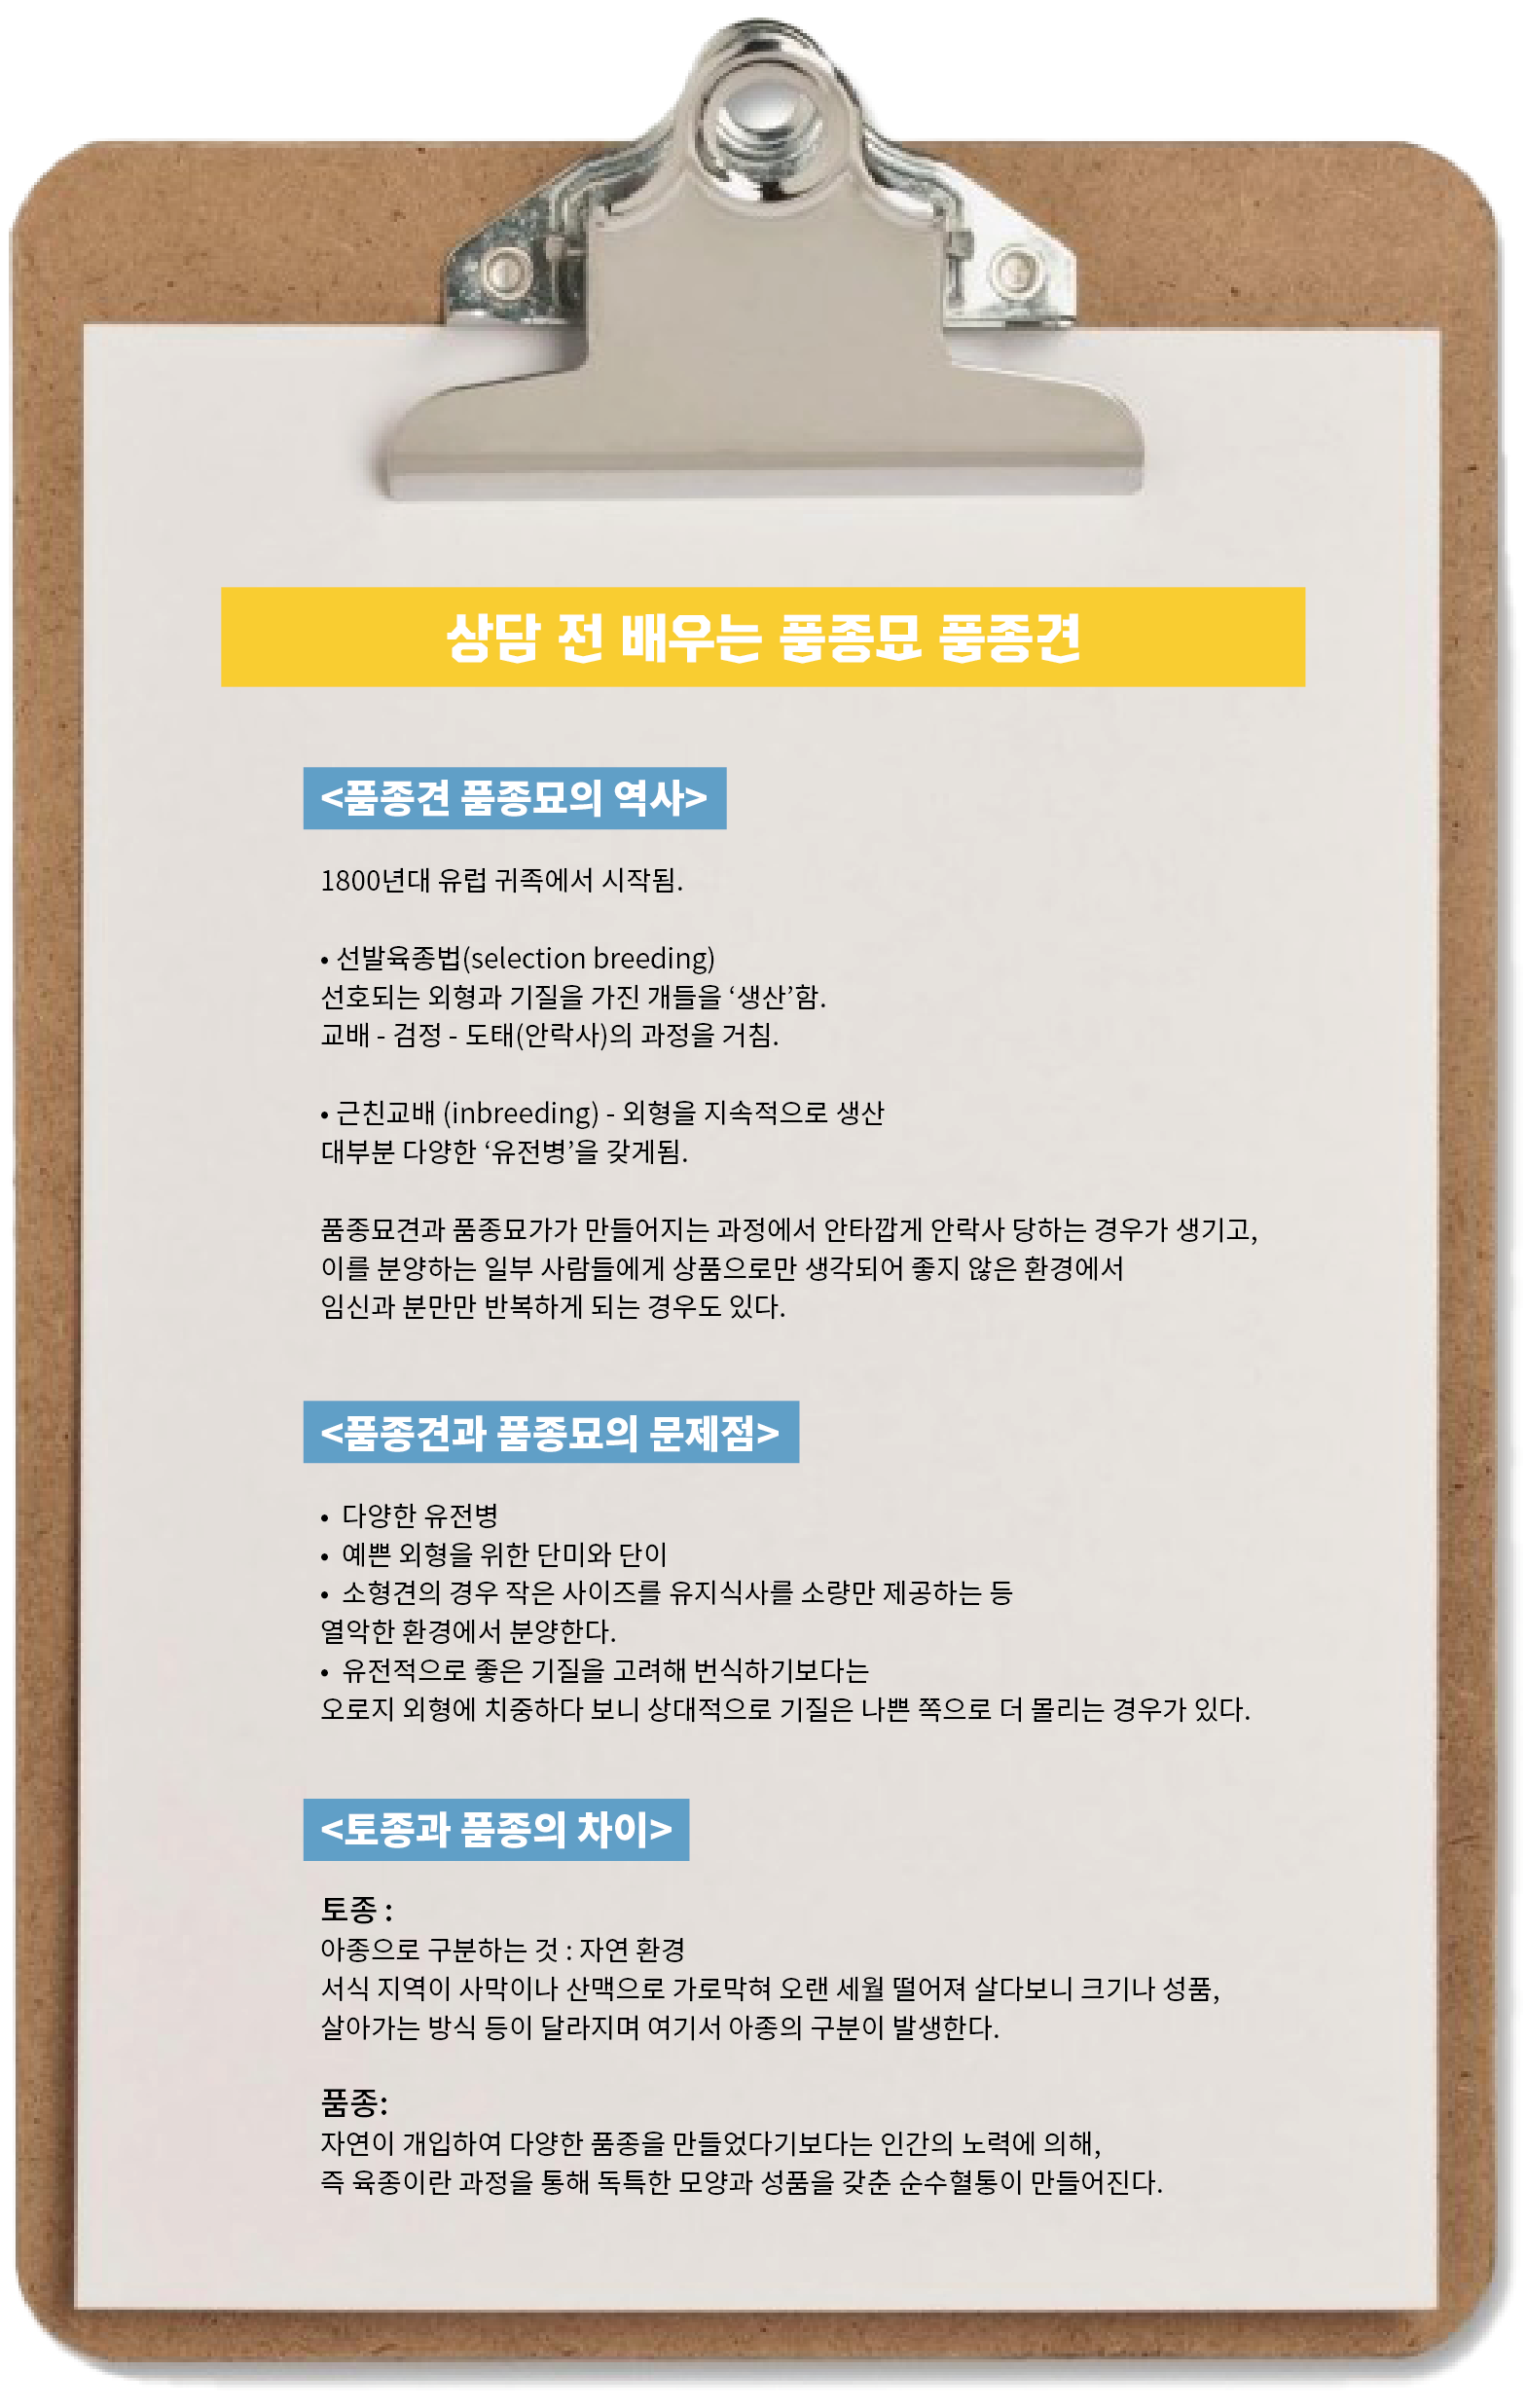 상담 전 배우는 품종묘 품종견
<품종견 품종묘의 역사>
1800년대 유럽 귀족에서 시작됨.
• 선발육종법(selection breeding)
선호되는 외형과 기질을 가진 개들을 ‘생산’함.
교배 - 검정 - 도태(안락사)의 과정을 거침.
• 근친교배 (inbreeding) - 외형을 지속적으로 생산
대부분 다양한 ‘유전병’을 갖게됨.
품종묘견과 품종묘가가 만들어지는 과정에서 안타깝게 안락사 당하는 경우가 생기고,
이를 분양하는 일부 사람들에게 상품으로만 생각되어 좋지 않은 환경에서
임신과 분만만 반복하게 되는 경우도 있다.
<품종견과 품종묘의 문제점>
• 다양한 유전병
• 예쁜 외형을 위한 단미와 단이
• 소형견의 경우 작은 사이즈를 유지식사를 소량만 제공하는 등
열악한 환경에서 분양한다.
• 유전적으로 좋은 기질을 고려해 번식하기보다는
오로지 외형에 치중하다 보니 상대적으로 기질은 나쁜 쪽으로 더 몰리는 경우가 있다.
<토종과 품종의 차이>
토종 :
아종으로 구분하는 것 : 자연 환경
서식 지역이 사막이나 산맥으로 가로막혀 오랜 세월 떨어져 살다보니 크기나 성품,
살아가는 방식 등이 달라지며 여기서 아종의 구분이 발생한다.
품종:
자연이 개입하여 다양한 품종을 만들었다기보다는 인간의 노력에 의해,
즉 육종이란 과정을 통해 독특한 모양과 성품을 갖춘 순수혈통이 만들어진다.